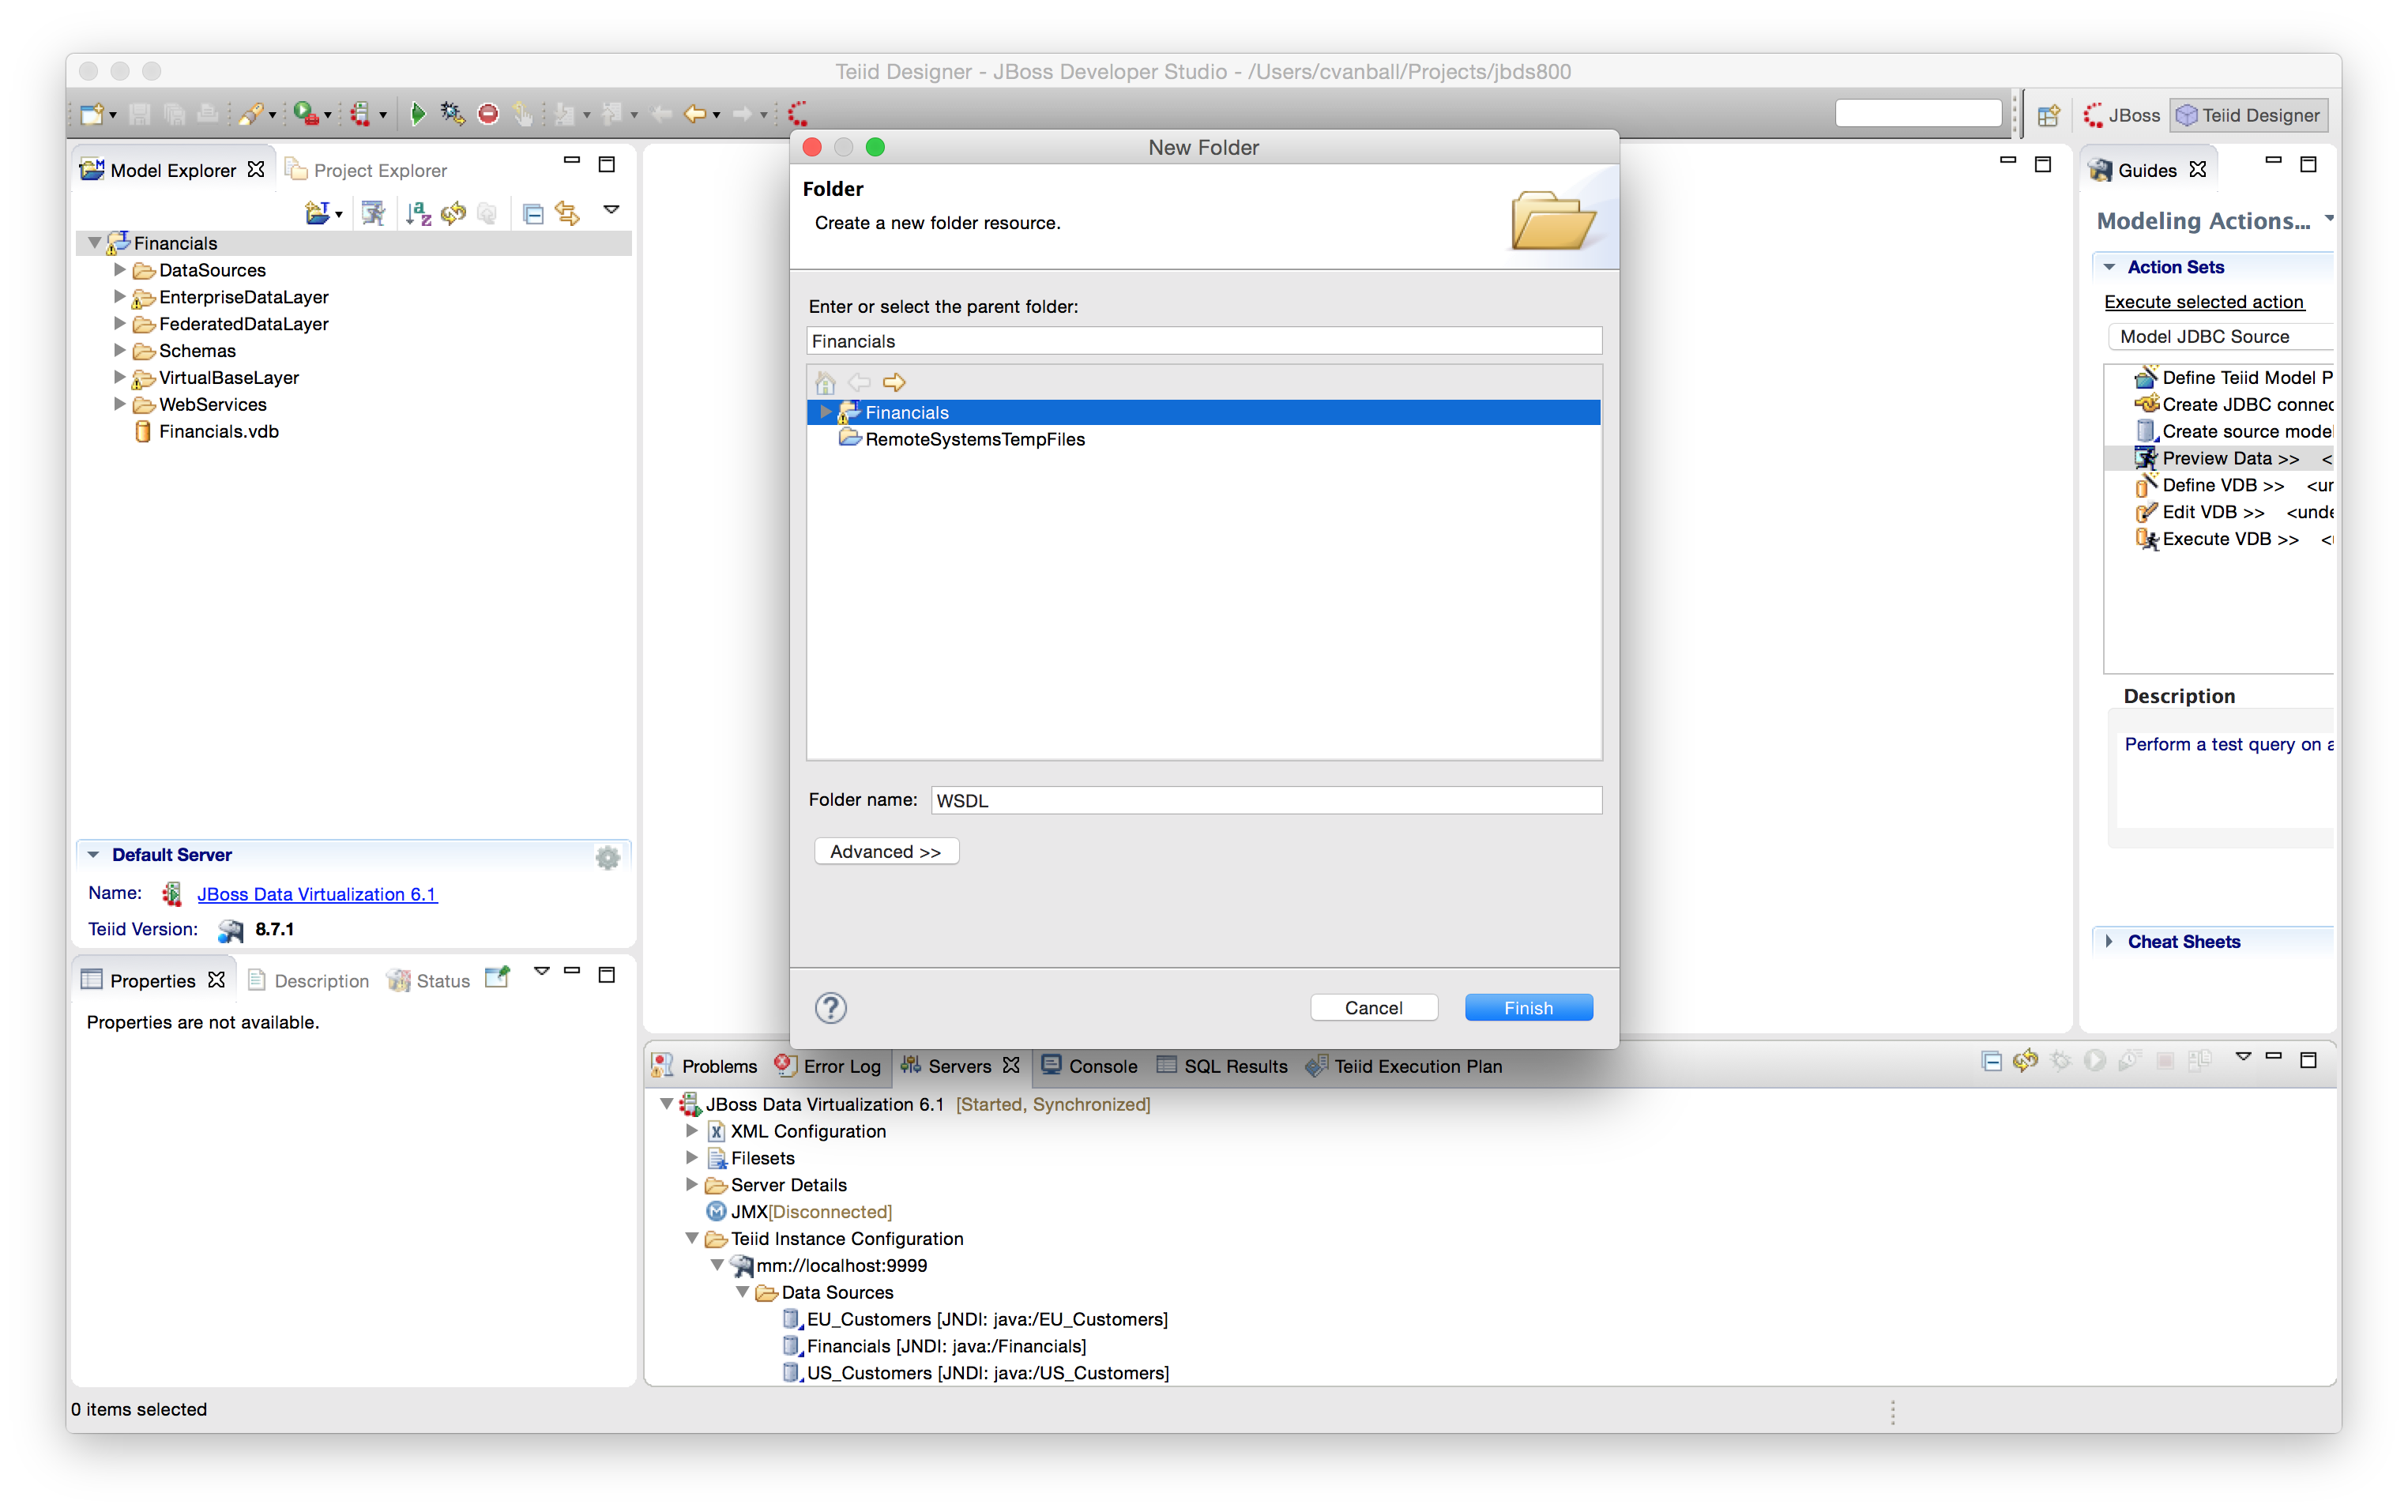 Teiid Designer - JBoss Developer Studio - /Users/cvanball/Projects/jbds800
JBoss
Teiid Designer
Model Explorer
Project Explorer
Financials
DataSources
EnterpriseDataLayer
FederatedDataLayer
Schemas
VirtualBaseLayer
WebServices
Financials.vdb
Default Server
Name: JBoss Data Virtualization 6.1
Teiid Version: 8.7.1
Properties
Description
Status
Properties are not available.
New Folder
Folder
Create a new folder resource.
Enter or select the parent folder:
Financials
Financials
RemoteSystemsTempFiles
Folder name: WSDL
Advanced >>
?
Cancel
Finish
Guides
Modeling Actions...
Action Sets
Execute selected action
Model JDBC Source
Define Teiid Model P
Create JDBC connec
Create source model
Preview Data >> <
Define VDB >> <un
Edit VDB >> <unde
Execute VDB >> <u
Description
Perform a test query on a
Cheat Sheets
Problems
Error Log
Servers
Console
SQL Results
Teiid Execution Plan
JBoss Data Virtualization 6.1 [Started, Synchronized]
XML Configuration
Filesets
Server Details
JMX[Disconnected]
Teiid Instance Configuration
mm://localhost:9999
Data Sources
EU_Customers [JNDI: java:/EU_Customers]
Financials [JNDI: java:/Financials]
US_Customers [JNDI: java:/US_Customers]
0 items selected